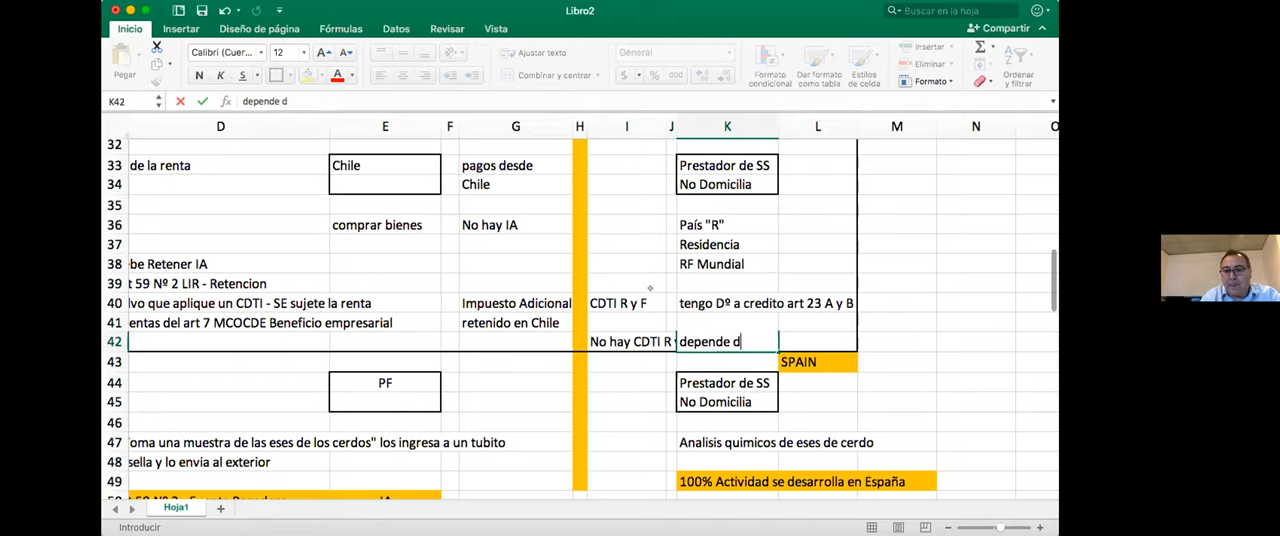 Libro2
Buscar en la hoja
Inicio Insertar Diseño de página Fórmulas Datos Revisar Vista
Compartir
Pegar
Calibri (Cuer... 12
N K S
Ajustar texto
Combinar y centrar
General
$ % 000
Formato condicional
Dar formato como tabla
Estilos de celda
Insertar
Eliminar
Formato
Ordenar y filtrar
K42 fx depende d
D E F G H I J K L M N O
32
33 de la renta Chile pagos desde Prestador de SS
34 Chile No Domicilia
35
36 comprar bienes No hay IA País "R"
37 Residencia
38 be Retener IA RF Mundial
39 t 59 Nº 2 LIR - Retencion
40 lvo que aplique un CDTI - SE sujete la renta Impuesto Adicional CDTI R y F tengo Dº a credito art 23 A y B
41 entas del art 7 MCOCDE Beneficio empresarial retenido en Chile
42 No hay CDTI R depende d
43 SPAIN
44 PF Prestador de SS
45 No Domicilia
46
47 oma una muestra de las eses de los cerdos" los ingresa a un tubito Analisis quimicos de eses de cerdo
48 sella y lo envia al exterior
49 100% Actividad se desarrolla en España
Hoja1
Introducir